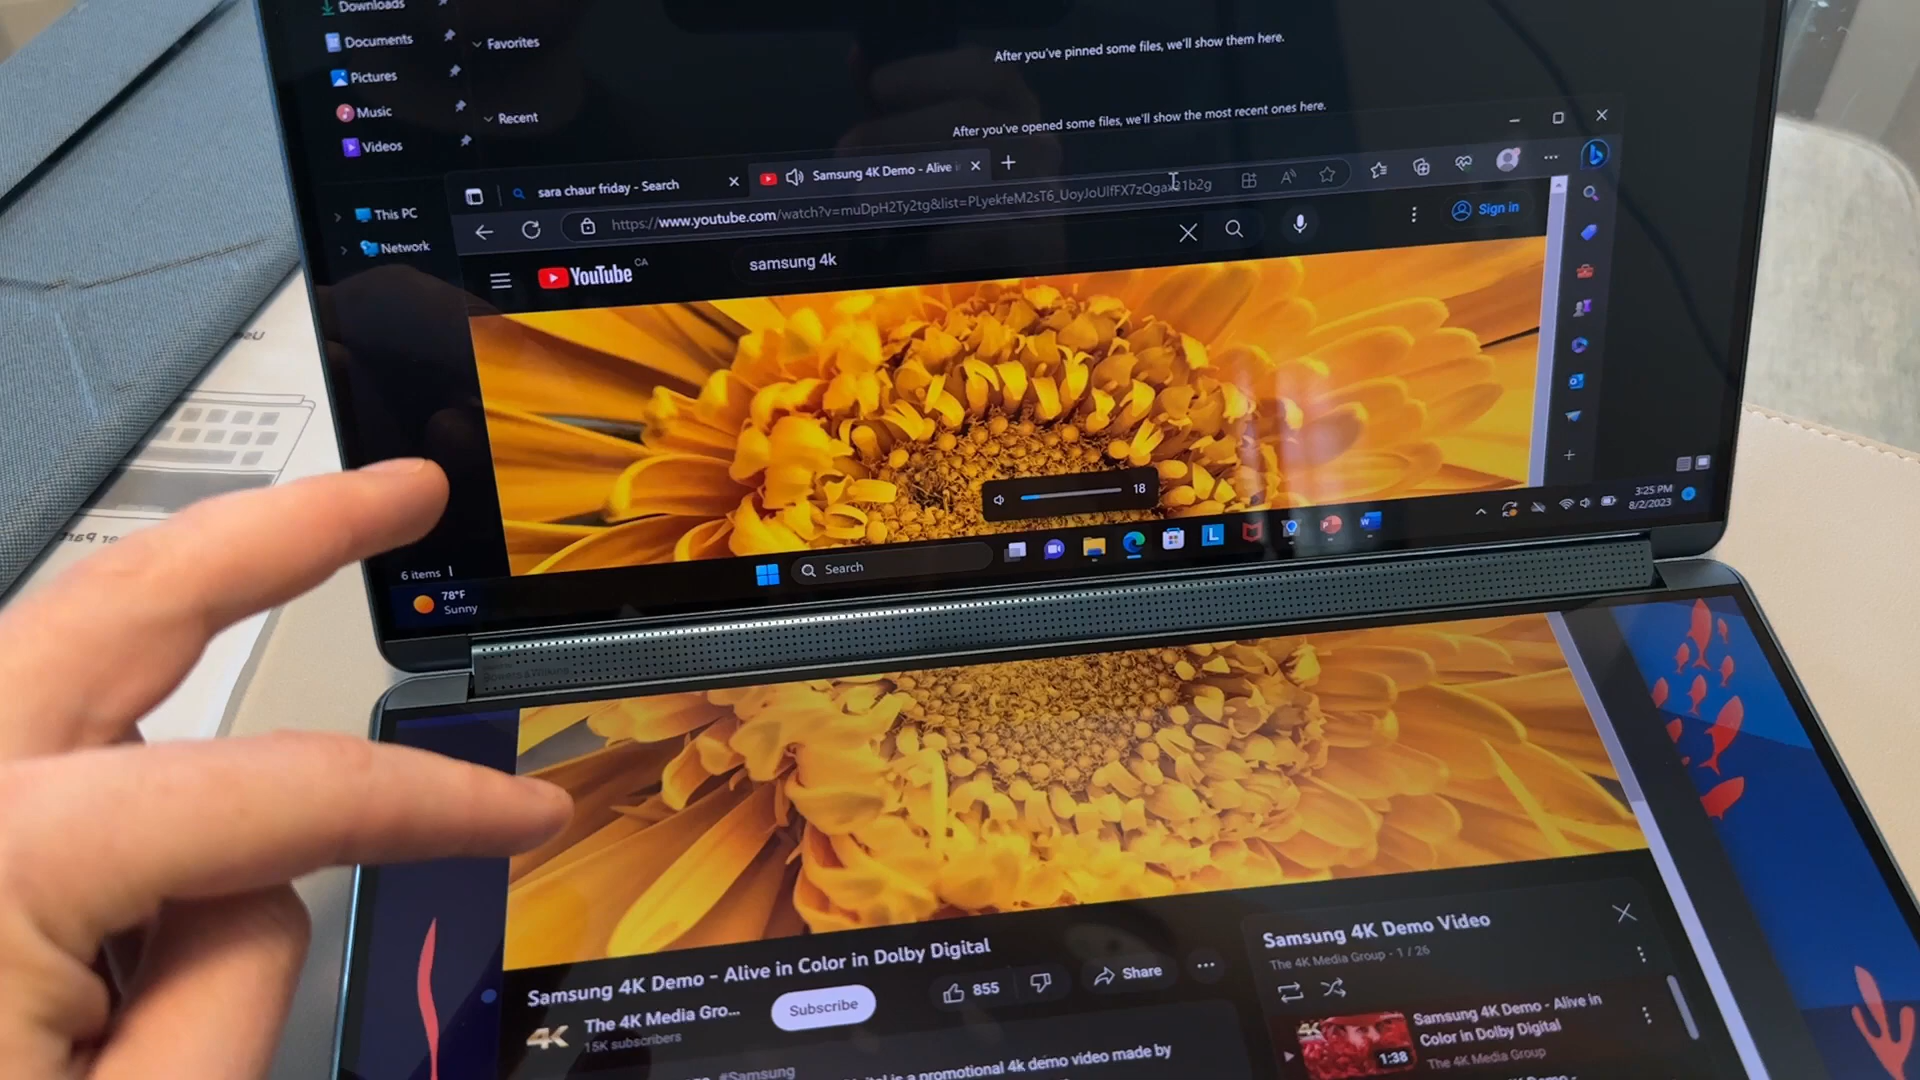 Downloads
Documents
Pictures
Music
Videos
This PC
Network
Favorites
After you've pinned some files, we'll show them here.
Recent
After you've opened some files, we'll show the most recent ones here.
sara chaur friday - Search
Samsung 4K Demo - Alive i
https://www.youtube.com/watch?v=muDpH2Ty2tg&list=PLyekfeM2sT6_UoyJoUlfFX7zQgax31b2g
YouTube CA
samsung 4k
Sign in
18
6 items
78°F
Sunny
Search
3:25 PM
8/2/2023
Bowers & Wilkins
Samsung 4K Demo - Alive in Color in Dolby Digital
4K
The 4K Media Gro...
15K subscribers
Subscribe
855
Share
#Samsung
is a promotional 4k demo video made by
Samsung 4K Demo Video
The 4K Media Group - 1 / 26
4K
1:38
Samsung 4K Demo - Alive in
Color in Dolby Digital
The 4K Media Group